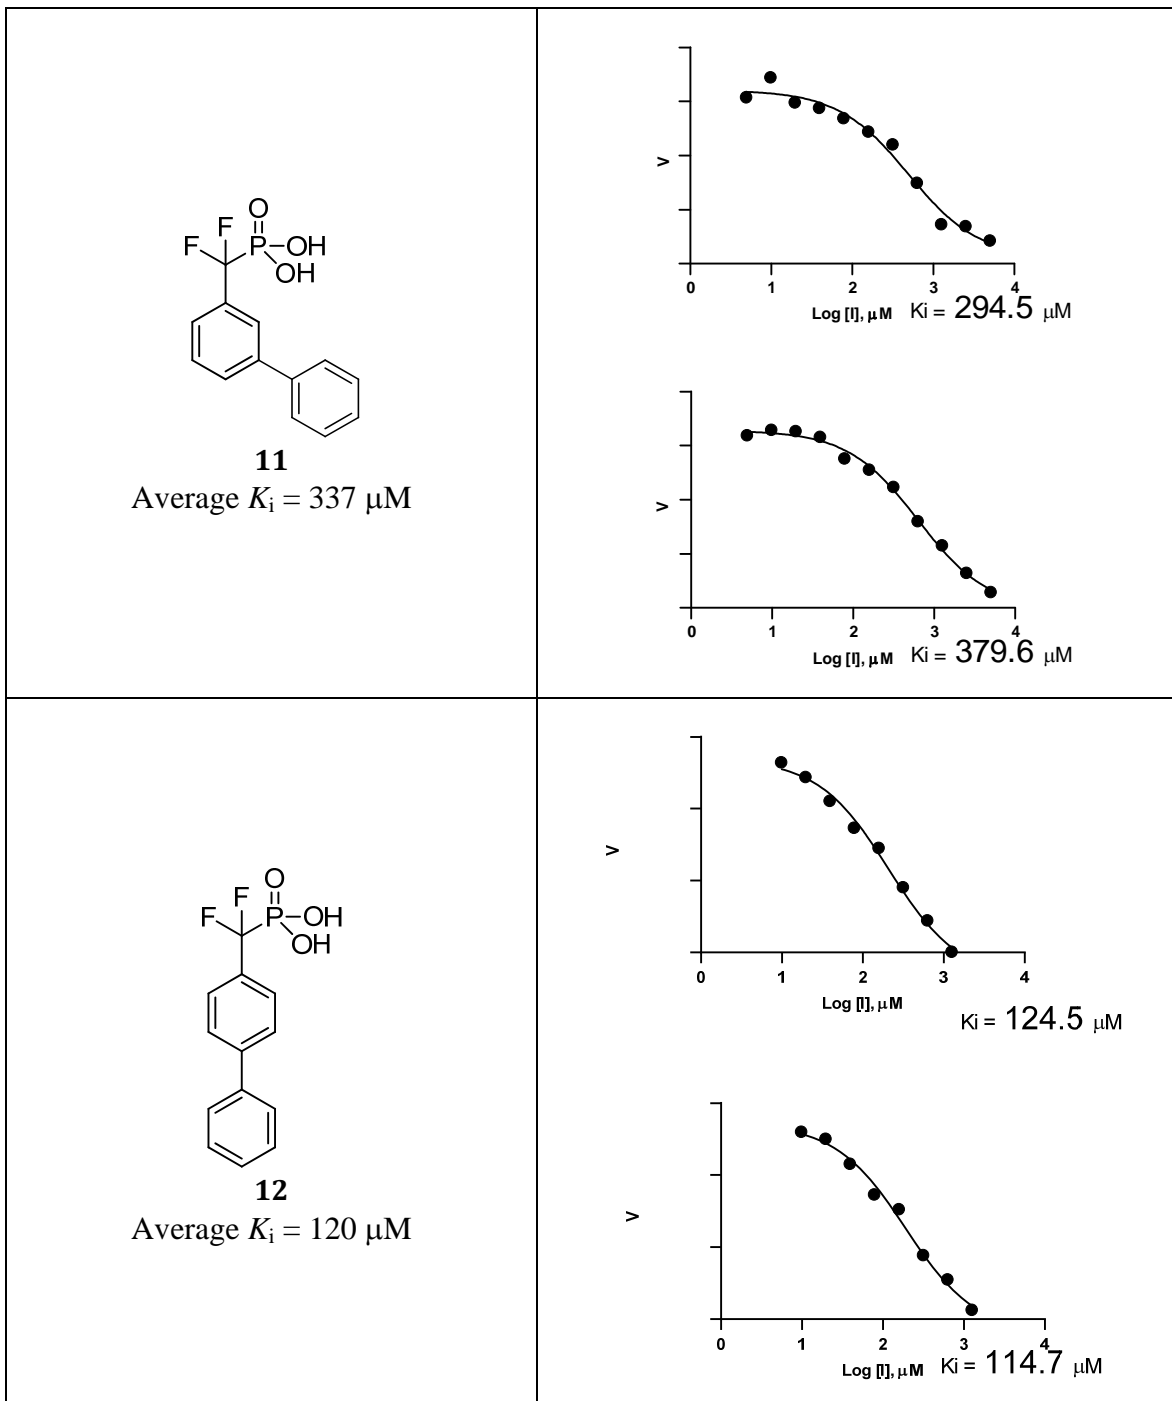 O
F
F
P
OH
OH
11
Average Ki = 337 μM
V
0 1 2 3 4
Log [I], μM Ki = 294.5 μM
V
0 1 2 3 4
Log [I], μM Ki = 379.6 μM
O
F
F
P
OH
OH
12
Average Ki = 120 μM
V
0 1 2 3 4
Log [I], μM
Ki = 124.5 μM
V
0 1 2 3 4
Log [I], μM Ki = 114.7 μM